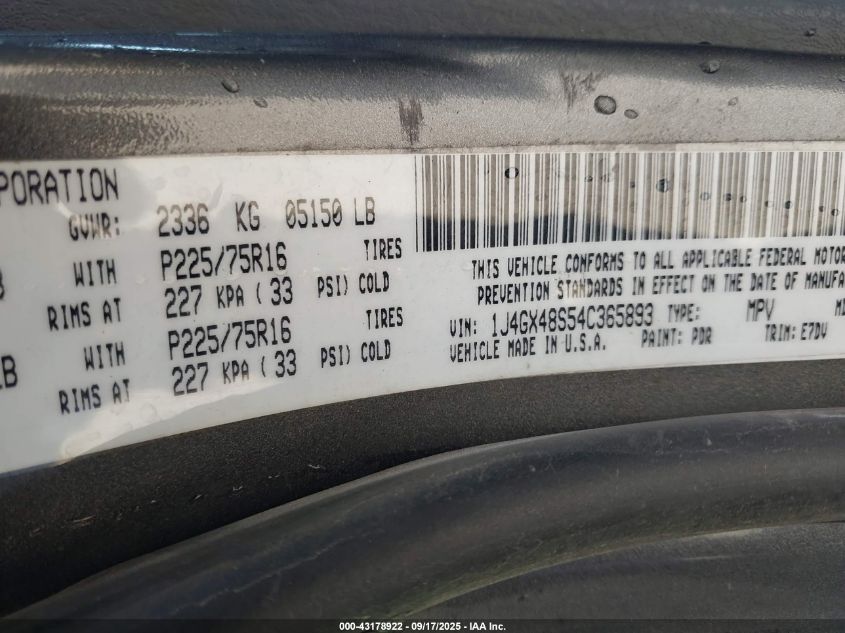 PORATION
GVWR: 2336 KG 05150 LB
WITH P225/75R16 TIRES
RIMS AT 227 KPA ( 33 PSI) COLD
WITH P225/75R16 TIRES
RIMS AT 227 KPA ( 33 PSI) COLD
B
LB
THIS VEHICLE CONFORMS TO ALL APPLICABLE FEDERAL MOTOR
PREVENTION STANDARDS IN EFFECT ON THE DATE OF MANUFA
VIN: 1J4GX48S54C365893 TYPE: MPV MD
VEHICLE MADE IN U.S.A. PAINT: PDR TRIM: E7DV
000-43178922 - 09/17/2025 - IAA Inc.